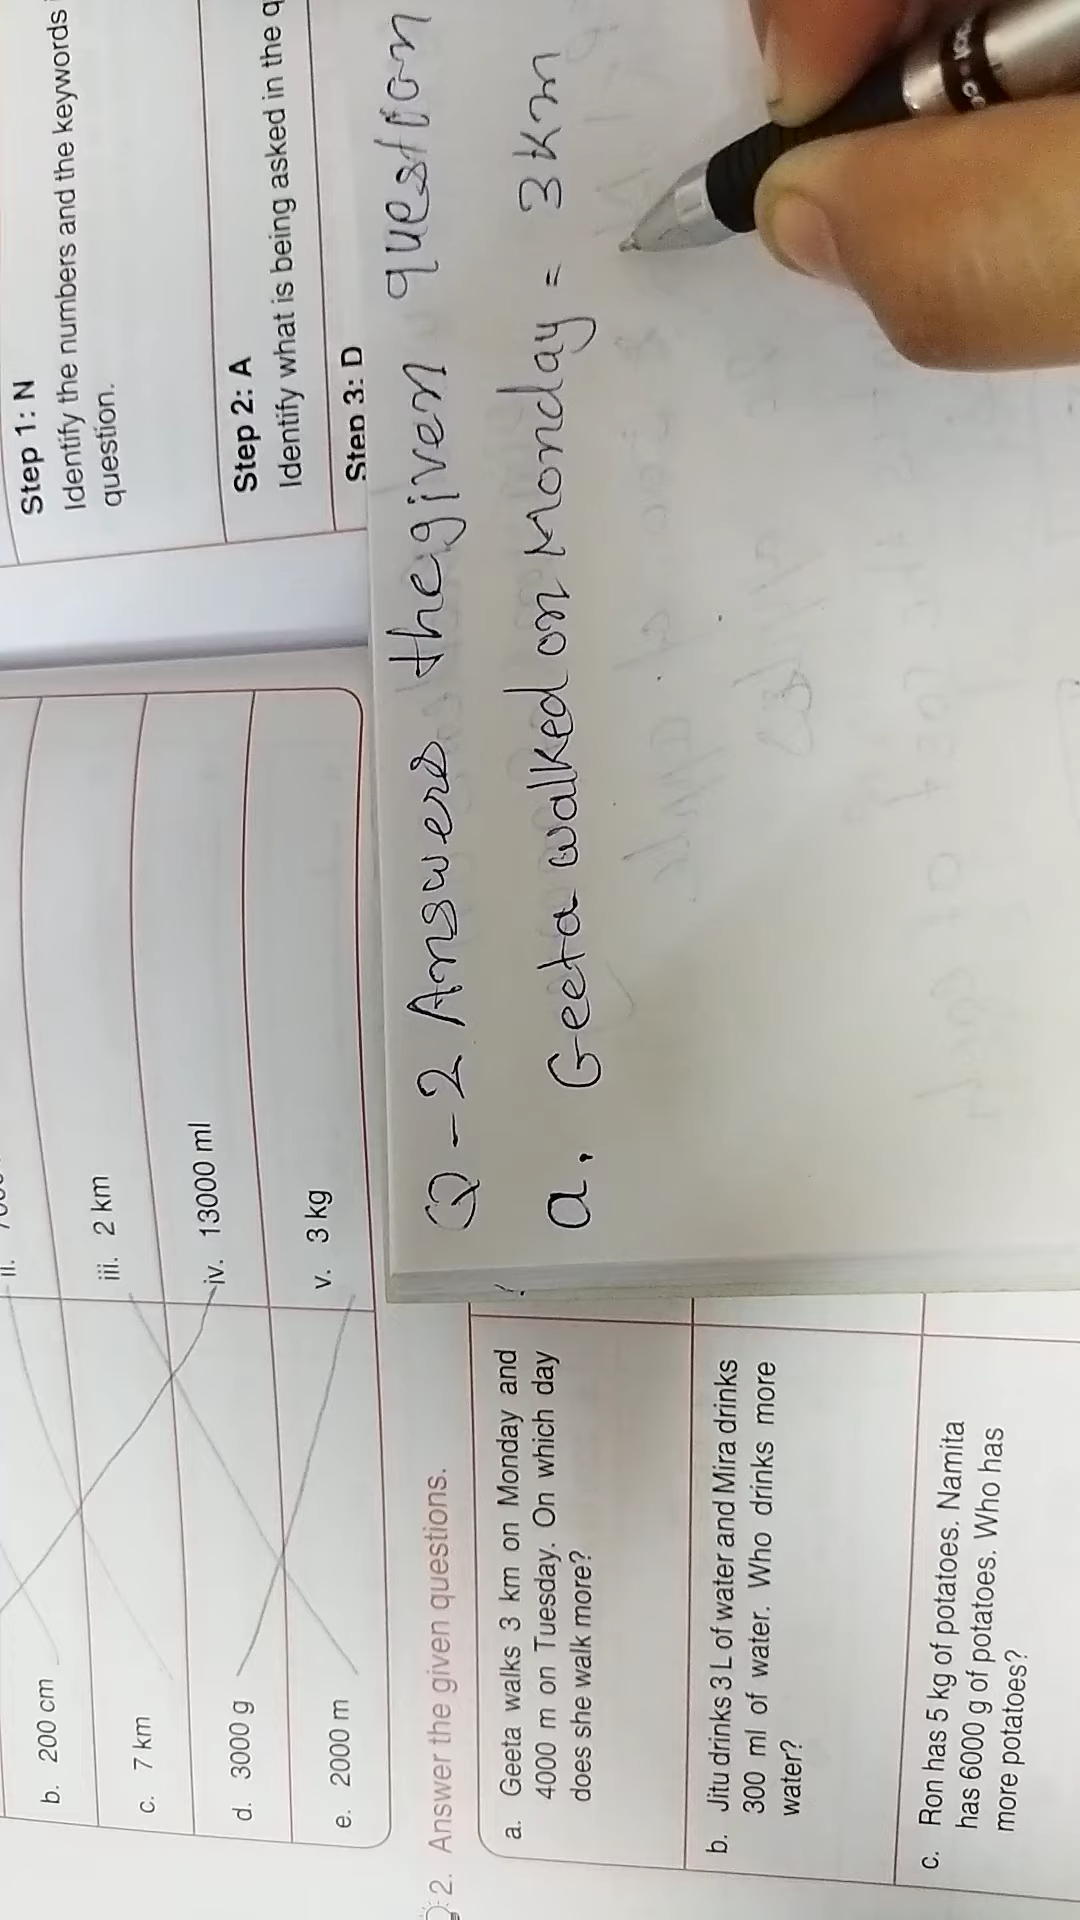 b. 200 cm
c. 7 km
d. 3000 g
e. 2000 m
ii.
iii. 2 km
iv. 13000 ml
v. 3 kg
2. Answer the given questions.
a. Geeta walks 3 km on Monday and
4000 m on Tuesday. On which day
does she walk more?
b. Jitu drinks 3 L of water and Mira drinks
300 ml of water. Who drinks more
water?
c. Ron has 5 kg of potatoes. Namita
has 6000 g of potatoes. Who has
more potatoes?
Step 1: N
Identify the numbers and the keywords
question.
Step 2: A
Identify what is being asked in the q
Step 3: D
Q-2 Answers the given question
a. Geeta walked on Monday = 3 Km